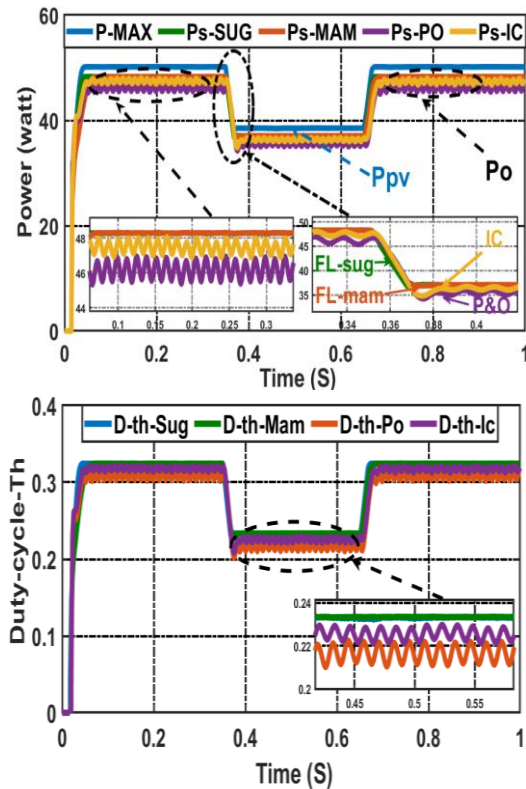 P-MAX Ps-SUG Ps-MAM Ps-PO Ps-IC
60
40
20
0
Power (watt)
Ppv
Po
48
46
44
0.1 0.15 0.2 0.25 0.3
50
45
40
35
FL-sug
FL-mam
IC
P&O
0.34 0.36 0.38 0.4
0 0.2 0.4 0.6 0.8 1
Time (S)
D-th-Sug D-th-Mam D-th-Po D-th-Ic
0.4
0.3
0.2
0.1
0
Duty-cycle-Th
0.24
0.22
0.2
0.45 0.5 0.55
0 0.2 0.4 0.6 0.8 1
Time (S)